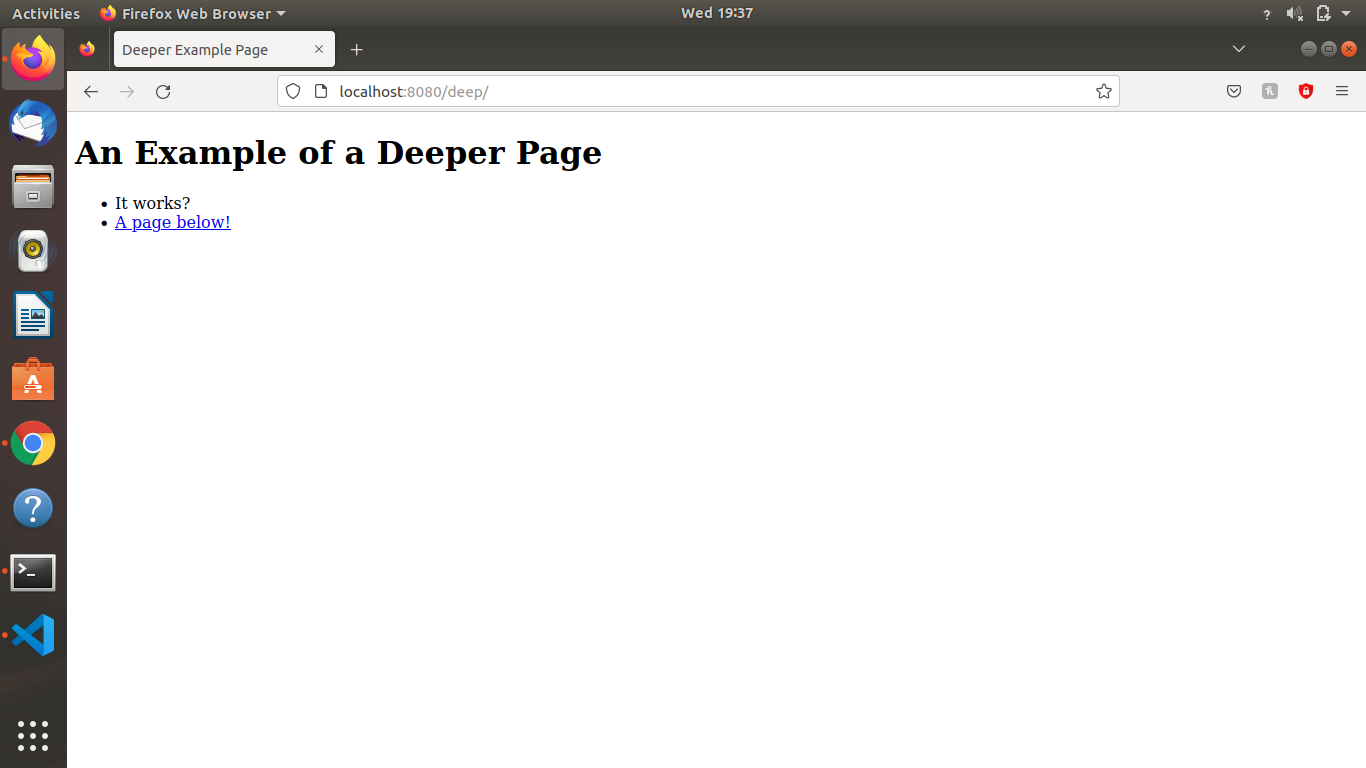 Activities Firefox Web Browser Wed 19:37 ?
Deeper Example Page
localhost:8080/deep/
An Example of a Deeper Page
It works?
A page below!